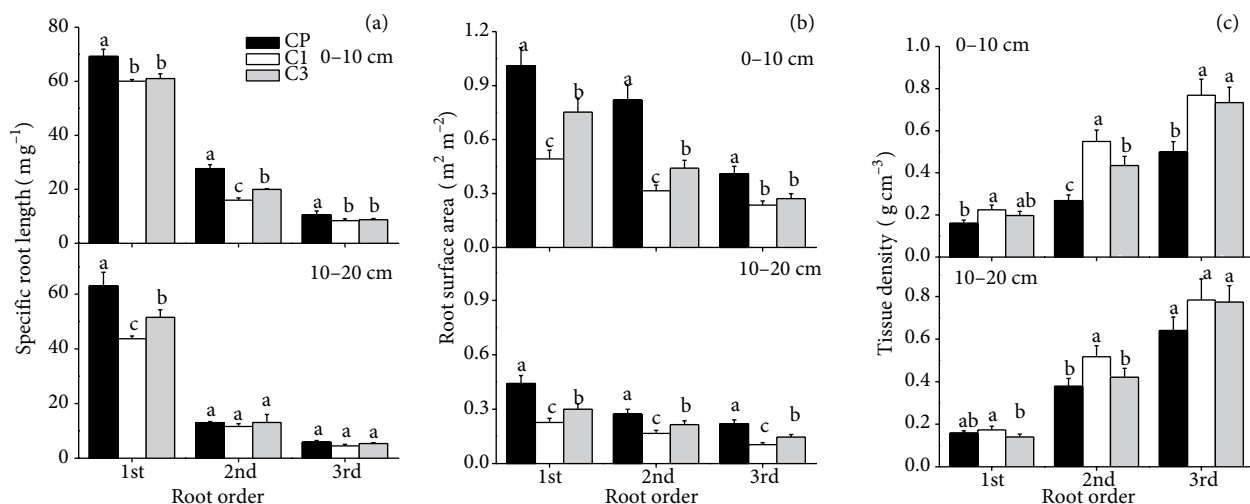 (a)
80
60
40
20
0
60
40
20
0
Specific root length ( m g⁻¹)
CP
C1
C3
0–10 cm
a b b
a c b
a b b
10–20 cm
a c b
a a a
a a a
1st 2nd 3rd
Root order
(b)
1.2
0.9
0.6
0.3
0.0
0.9
0.6
0.3
0.0
Root surface area ( m² m⁻²)
0–10 cm
a c b
a c b
a b b
10–20 cm
a c b
a c b
a c b
1st 2nd 3rd
Root order
(c)
1.0
0.8
0.6
0.4
0.2
0.0
0.8
0.6
0.4
0.2
0.0
Tissue density ( g cm⁻³)
0–10 cm
b a ab
c a b
b a a
10–20 cm
ab a b
b a b
a a a
1st 2nd 3rd
Root order